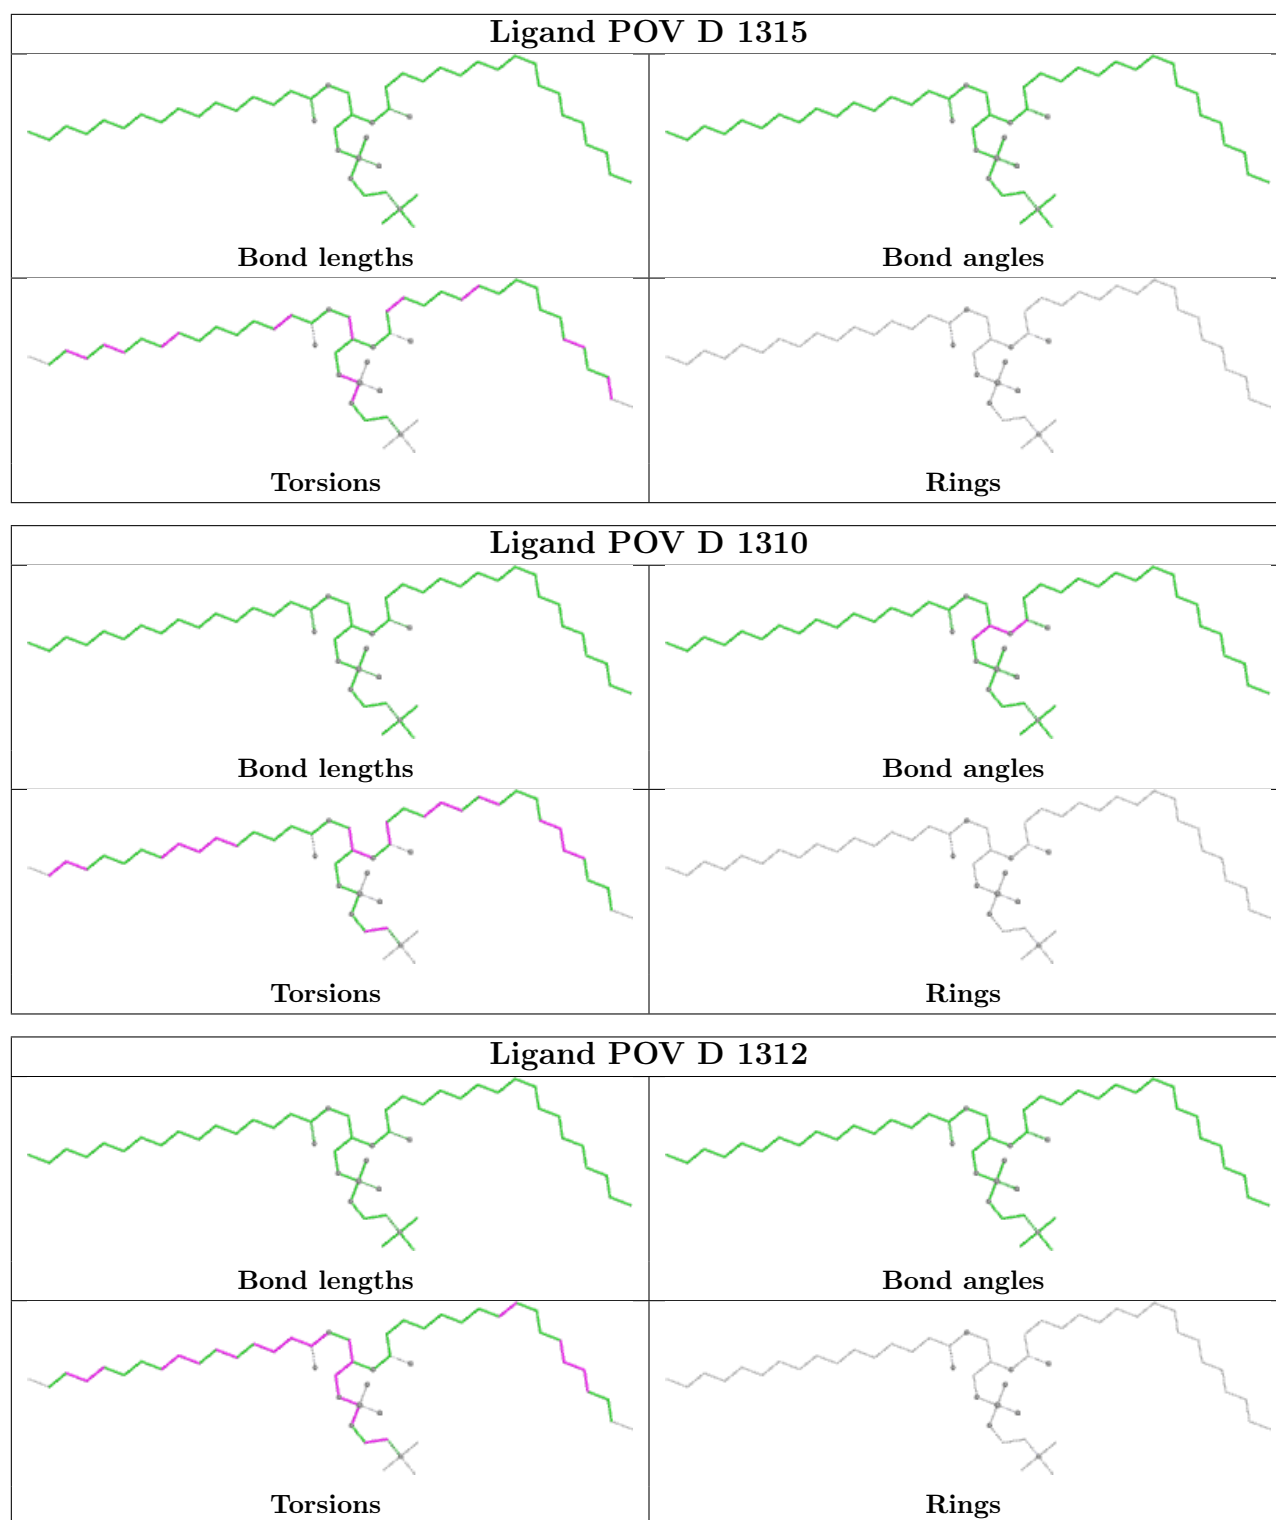 Ligand POV D 1315
Bond lengths
Bond angles
Torsions
Rings
Ligand POV D 1310
Bond lengths
Bond angles
Torsions
Rings
Ligand POV D 1312
Bond lengths
Bond angles
Torsions
Rings